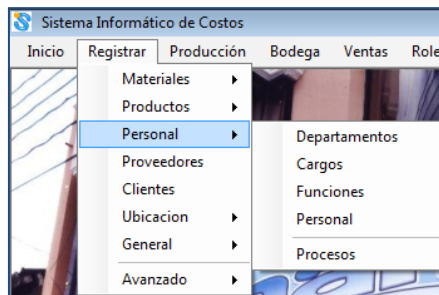 Sistema Informático de Costos
Inicio Registrar Producción Bodega Ventas Role
Materiales
Productos
Personal
Proveedores
Clientes
Ubicacion
General
Avanzado
Departamentos
Cargos
Funciones
Personal
Procesos